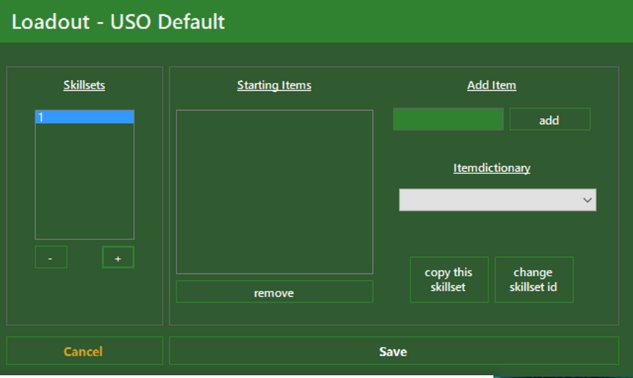 Loadout - USO Default
Skillsets
Starting Items
Add Item
1
add
Itemdictionary
- +
copy this
skillset
change
skillset id
remove
Cancel
Save